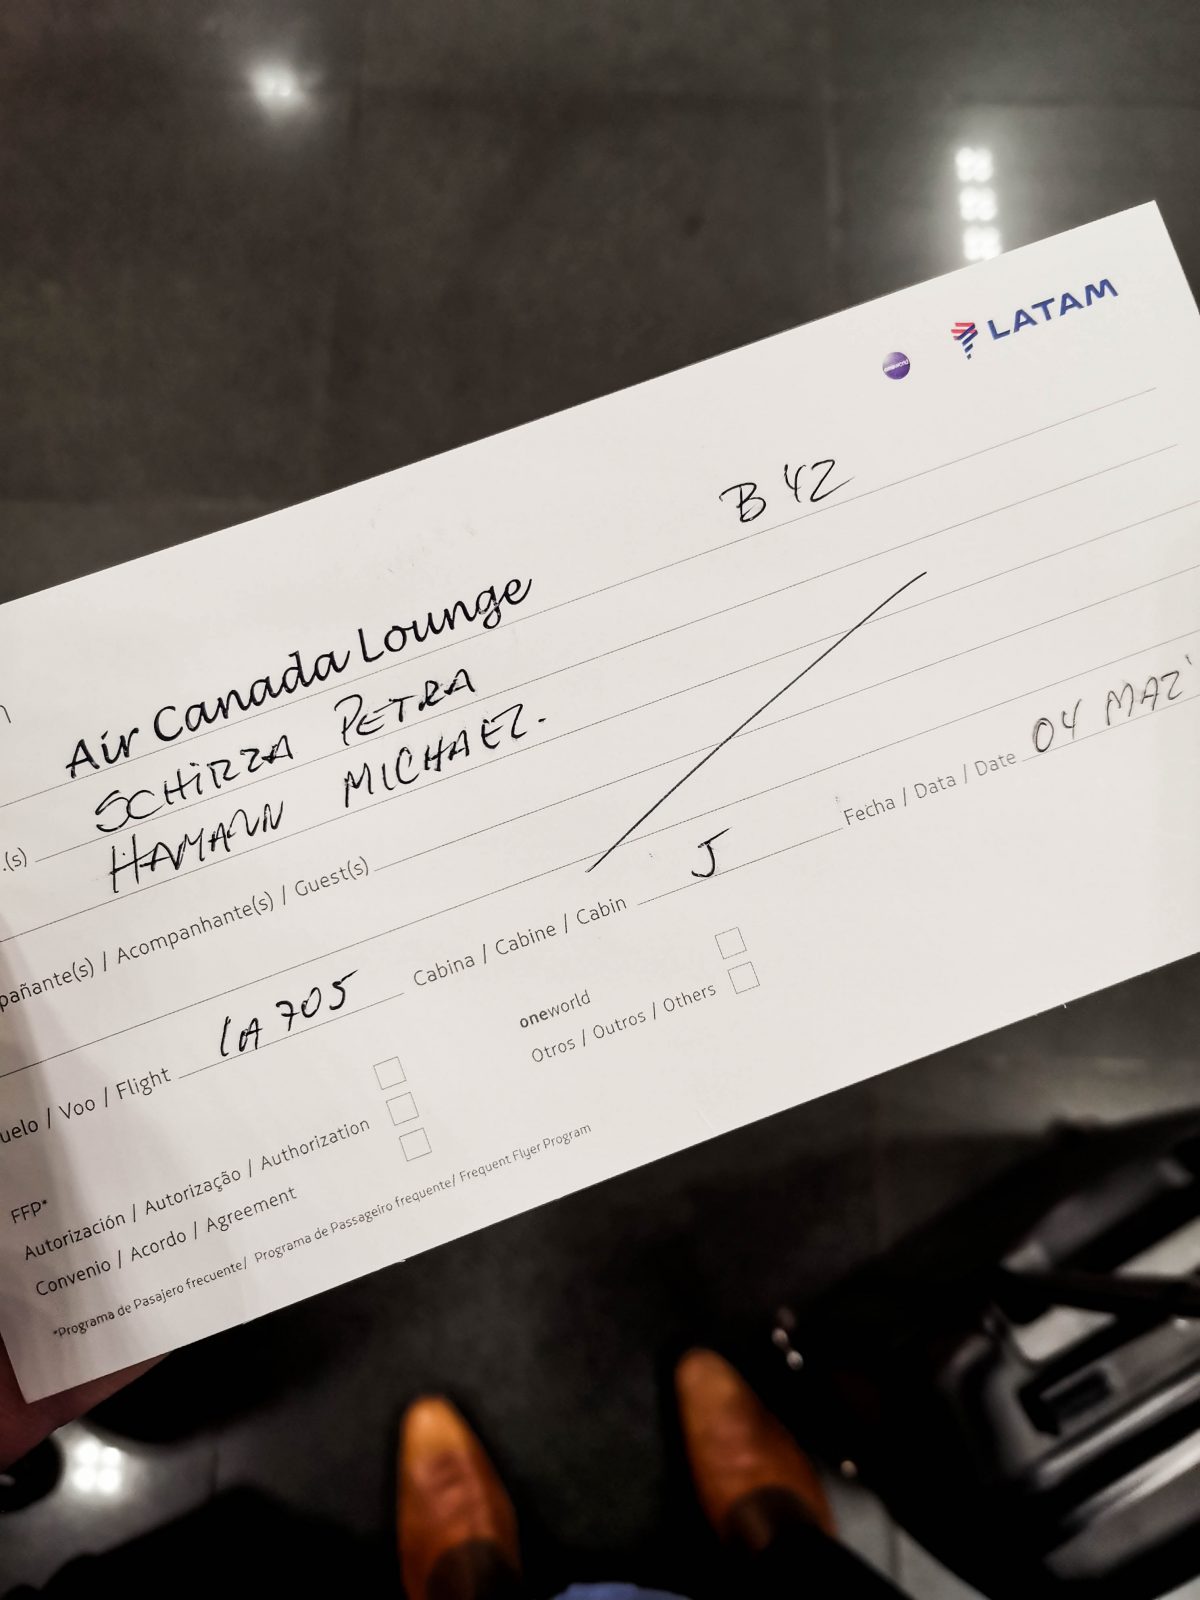 LATAM
oneworld
Air Canada Lounge B 42
.(s) SCHIRRA PETRA
HAMANN MICHAEL.
pañante(s) / Acompanhante(s) / Guest(s)
uelo / Voo / Flight LA 705 Cabina / Cabine / Cabin J Fecha / Data / Date 04
FFP* oneworld
Autorización / Autorização / Authorization Otros / Outros / Others
Convenio / Acordo / Agreement
*Programa de Pasajero frecuente/ Programa de Passageiro frequente/ Frequent Flyer Program